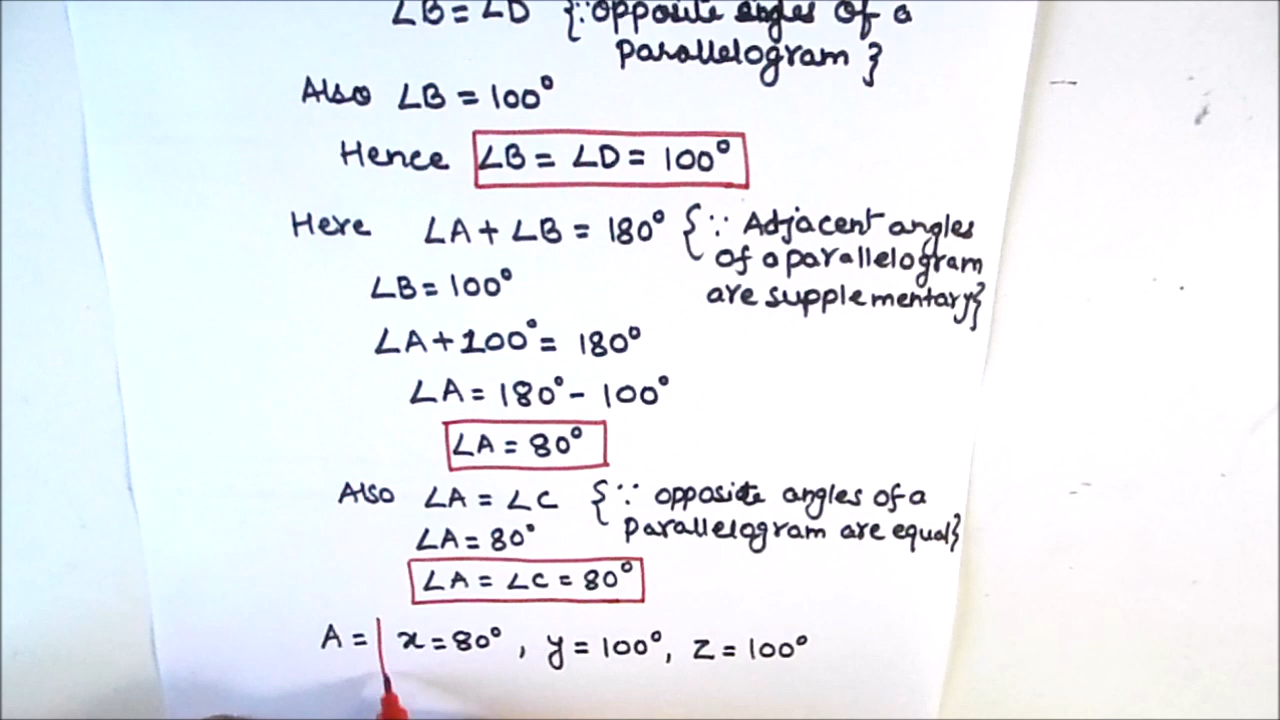 ∠B = ∠D {∵ opposite angles of a
parallelogram }
Also ∠B = 100°
Hence ∠B = ∠D = 100°
Here ∠A + ∠B = 180° {∵ Adjacent angles
of a parallelogram
∠B = 100°
are supplementary}
∠A + 100° = 180°
∠A = 180° - 100°
∠A = 80°
Also ∠A = ∠C {∵ opposite angles of a
∠A = 80° parallelogram are equal}
∠A = ∠C = 80°
A = x = 80° , y = 100°, z = 100°